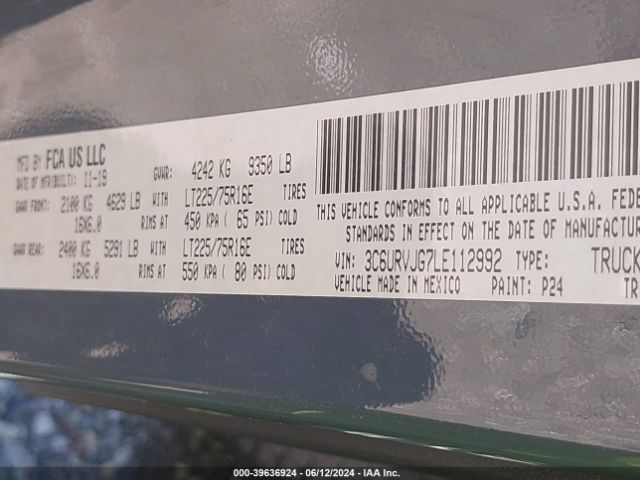 MFD BY FCA US LLC
DATE OF MFR(BUILT): 11-19
GVWR: 4242 KG 9350 LB
GAWR FRONT: 2100 KG 4629 LB WITH LT225/75R16E TIRES
16X6.0 RIMS AT 450 KPA ( 65 PSI) COLD
GAWR REAR: 2400 KG 5291 LB WITH LT225/75R16E TIRES
16X6.0 RIMS AT 550 KPA ( 80 PSI) COLD
THIS VEHICLE CONFORMS TO ALL APPLICABLE U.S.A. FEDE
STANDARDS IN EFFECT ON THE DATE OF MANUFACTUR
VIN: 3C6URVJG7LE112992 TYPE: TRUCK
VEHICLE MADE IN MEXICO PAINT: P24 TR
000-39636924 / 06/12/2024 - IAA Inc.